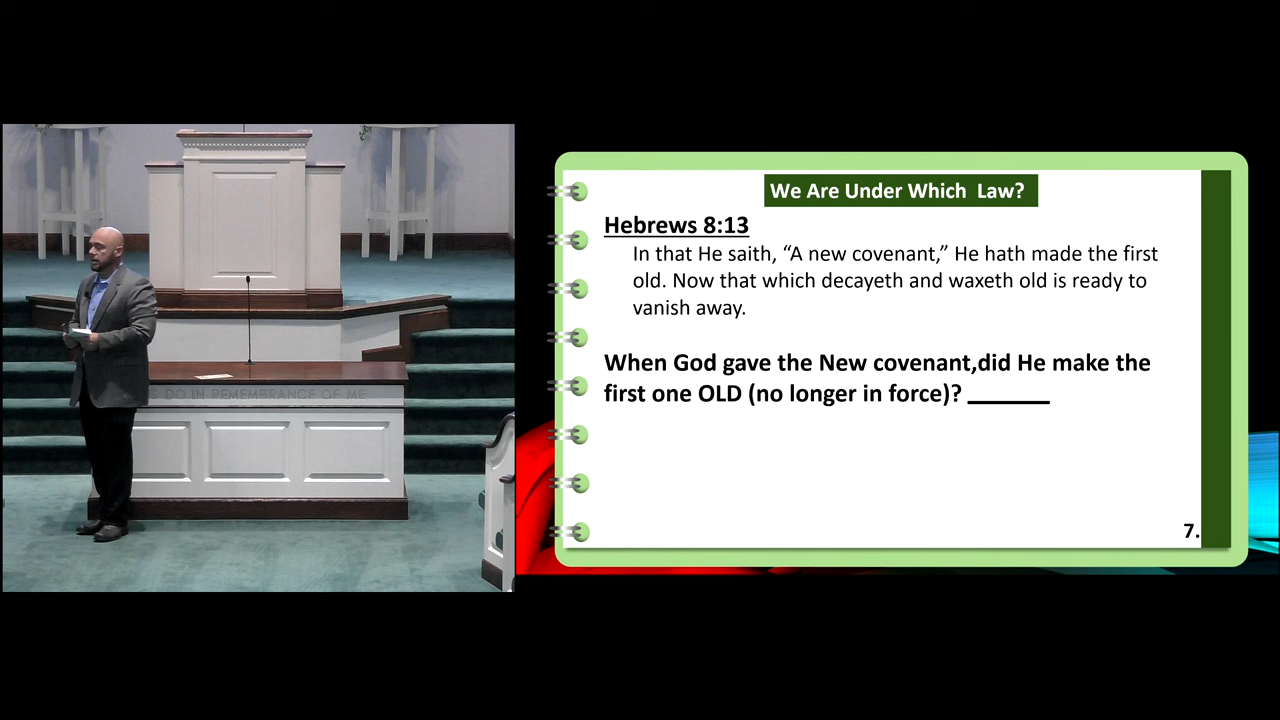 DO IN REMEMBRANCE OF ME
We Are Under Which Law?
Hebrews 8:13
In that He saith, “A new covenant,” He hath made the first
old. Now that which decayeth and waxeth old is ready to
vanish away.
When God gave the New covenant,did He make the
first one OLD (no longer in force)? ______
7.